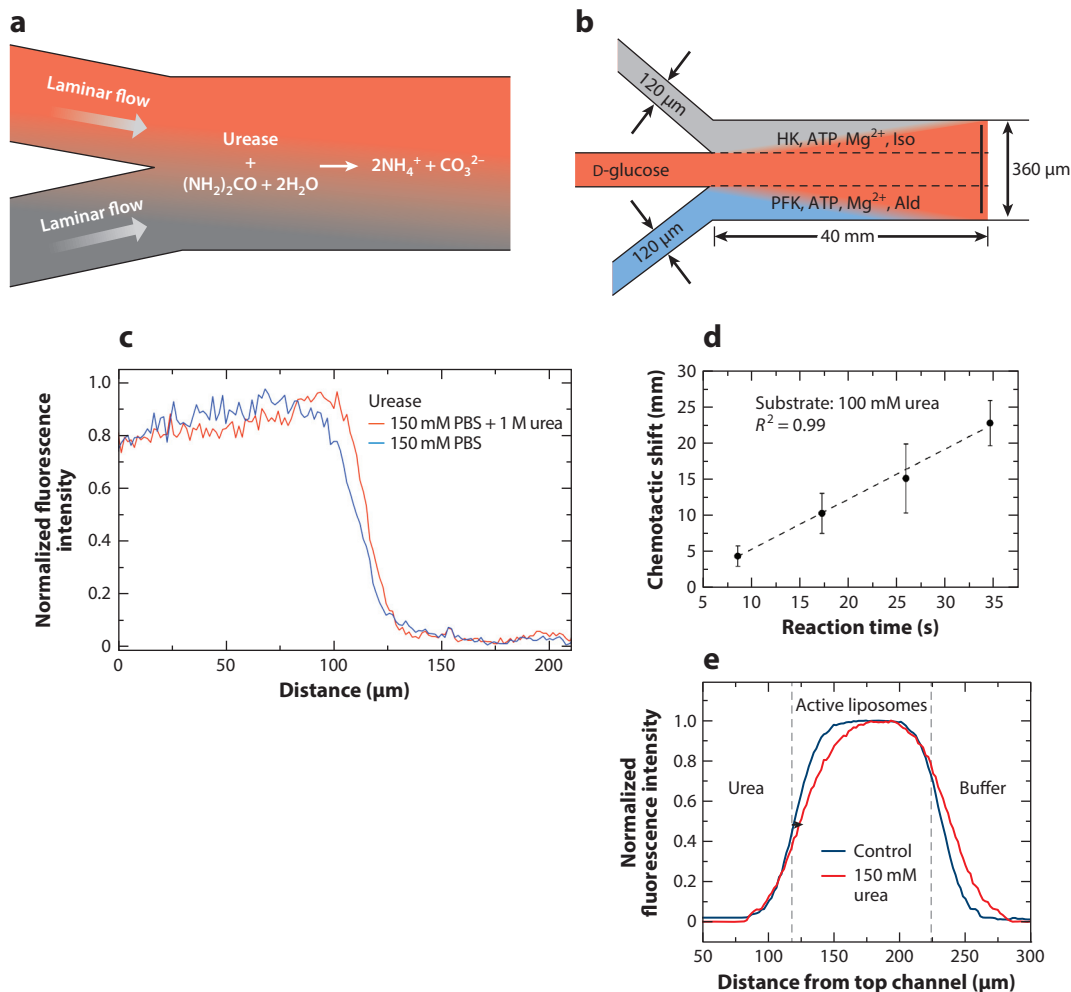 a
Laminar flow
Urease
+
(NH₂)₂CO + 2H₂O → 2NH₄⁺ + CO₃²⁻
Laminar flow
b
120 μm
HK, ATP, Mg²⁺, Iso
D-glucose
360 μm
PFK, ATP, Mg²⁺, Ald
120 μm
40 mm
c
Normalized fluorescence
intensity
1.0
0.8
0.6
0.4
0.2
0
Urease
150 mM PBS + 1 M urea
150 mM PBS
0
50
100
150
200
Distance (μm)
d
Chemotactic shift (mm)
30
25
20
15
10
5
0
Substrate: 100 mM urea
R² = 0.99
5
10
15
20
25
30
35
Reaction time (s)
e
Normalized
fluorescence intensity
1.0
0.8
0.6
0.4
0.2
0
Active liposomes
Urea
Buffer
Control
150 mM
urea
50
100
150
200
250
300
Distance from top channel (μm)